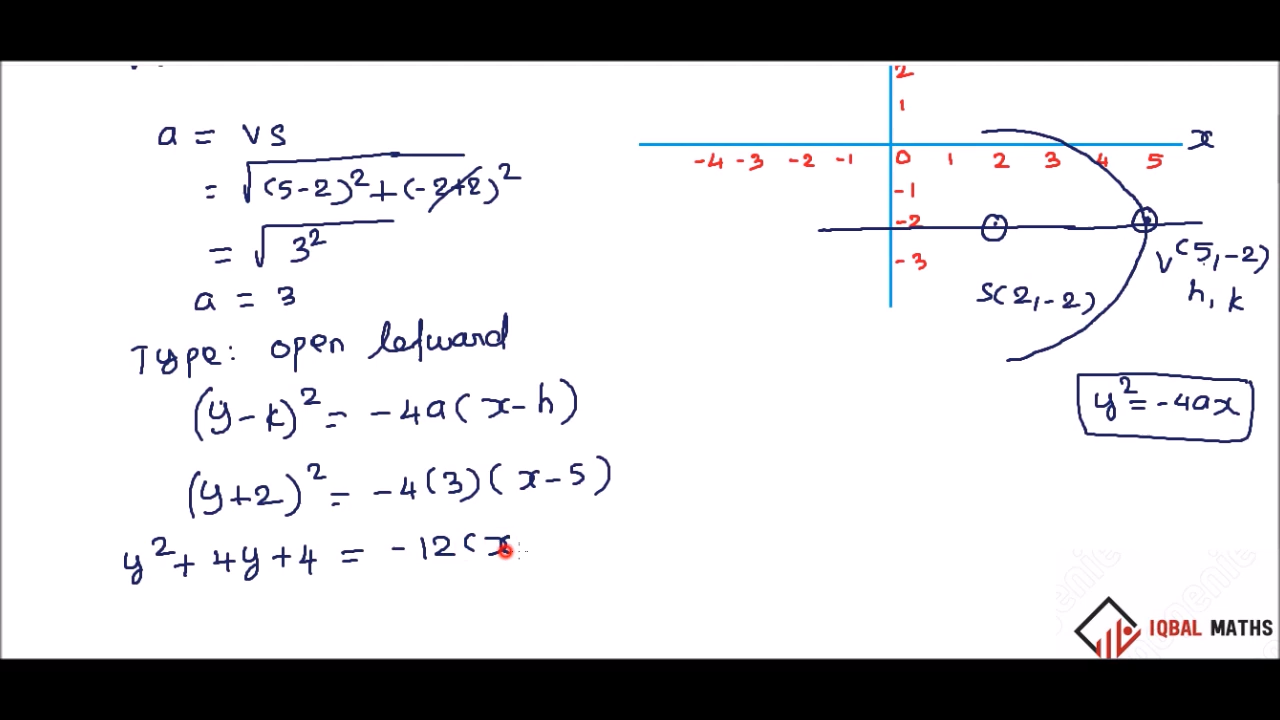 a = VS
= √(5-2)²+(-2+2)²
= √3²
a = 3
Type: open lefward
(y-k)² = -4a(x-h)
(y+2)² = -4(3)(x-5)
y²+4y+4 = -12(x
2
1
x
-4 -3 -2 -1 0 1 2 3 4 5
-1
-2
-3
V(5,-2)
h, k
S(2,-2)
y² = -4ax
IQBAL MATHS